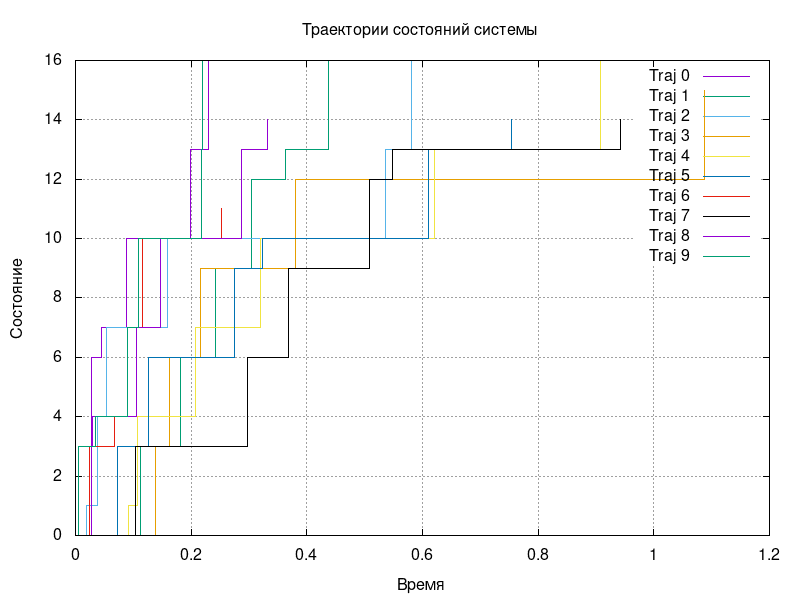 Траектории состояний системы
16
14
12
10
8
6
4
2
0
Состояние
Traj 0
Traj 1
Traj 2
Traj 3
Traj 4
Traj 5
Traj 6
Traj 7
Traj 8
Traj 9
0 0.2 0.4 0.6 0.8 1 1.2
Время